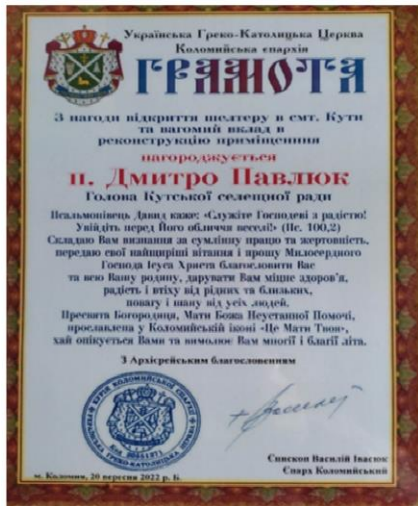 Українська Греко-Католицька Церква
Коломийська єпархія
ГРАМОТА
З нагоди відкриття шелтеру в смт. Кути
та вагомий вклад в
реконструкцію приміщення
нагороджується
п. Дмитро Павлюк
Голова Кутської селещної ради
Псальмопівець Давид каже: «Служіте Господеві з радістю!
Увійдіть перед Його обличчя веселі!» (Пс. 100,2)
Складаю Вам визнання за сумлінну працю та жертовність,
передаю свої найщиріші вітання і прошу Милосердного
Господа Ісуса Христа благословити Вас
та всю Вашу родину, дарувати Вам міцне здоров'я,
радість і втіху від рідних та близьких,
повагу і шану від усіх людей.
Пресвята Богородиця, Мати Божа Неустанної Помочі,
прославлена у Коломийській іконі «Це Мати Твоя»,
хай опікується Вами та вимолює Вам многії і благії літа.
З Архієрейським благословенням
Єпископ Василій Івасюк
Єпарх Коломийський
м. Коломия, 20 вересня 2022 р. Б.